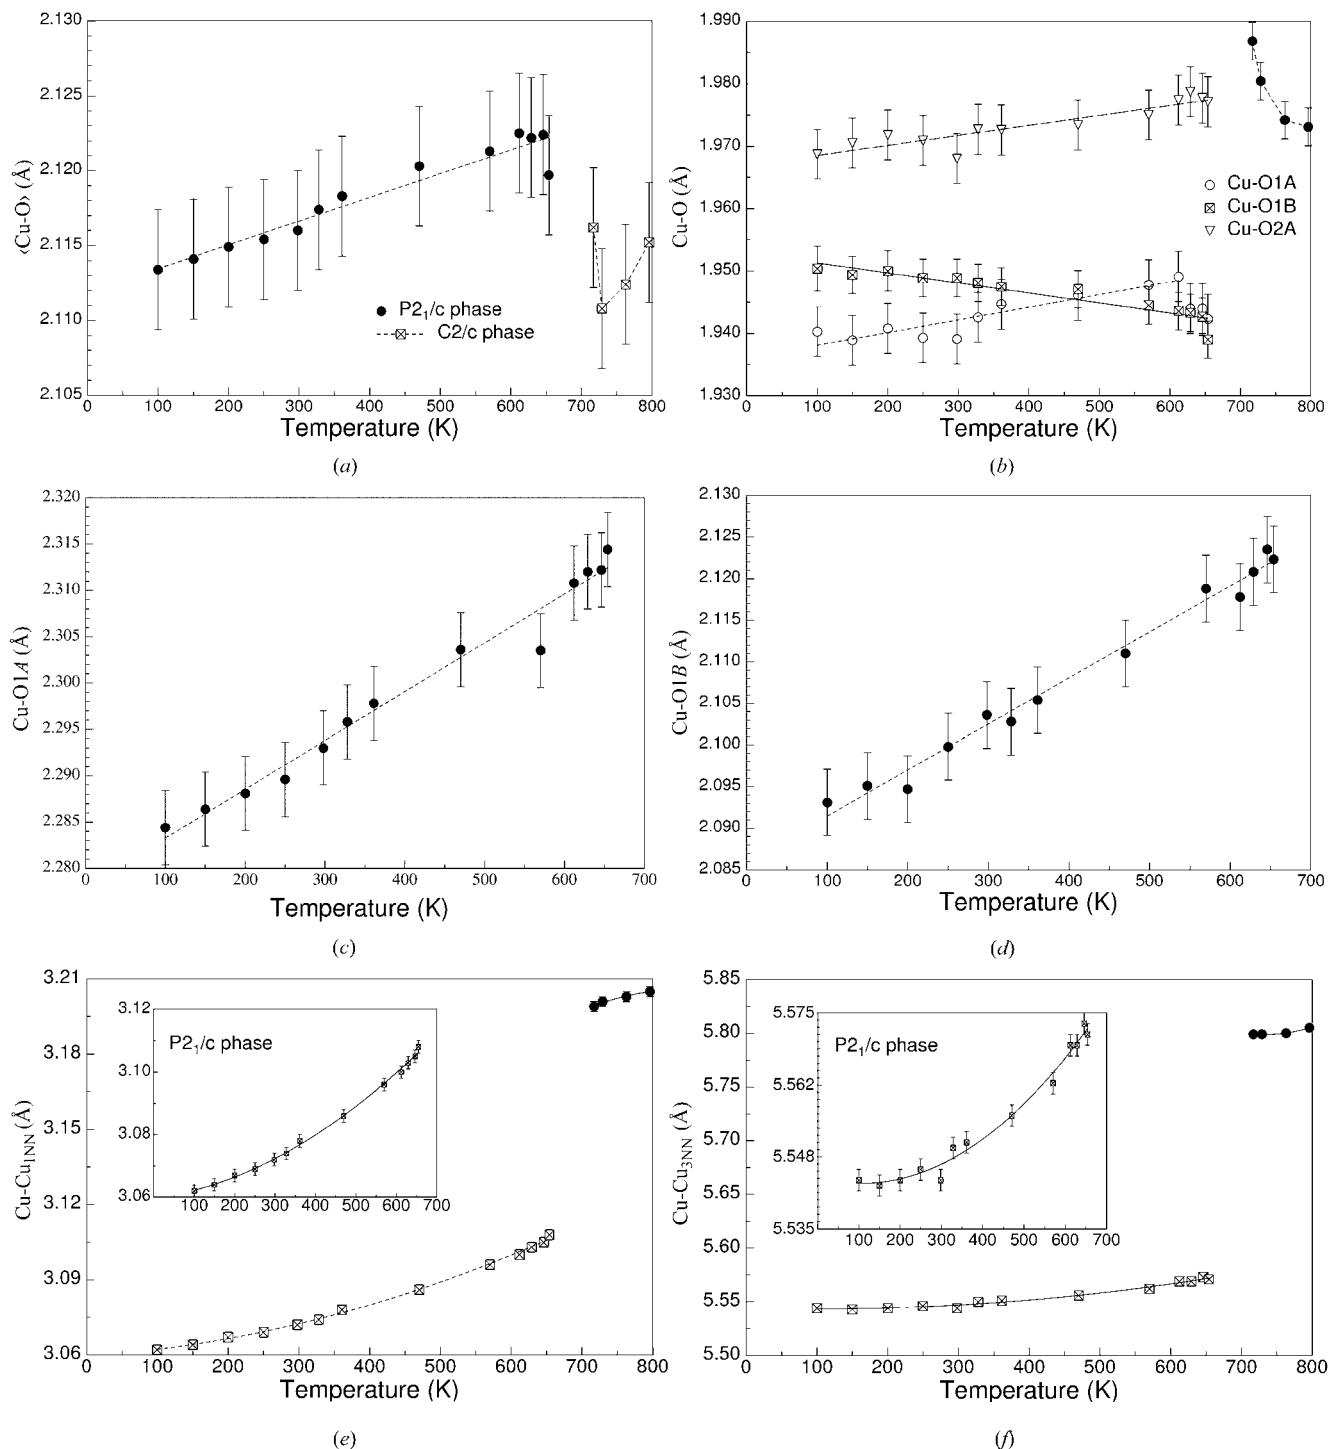 2.130
2.125
2.120
2.115
2.110
2.105
⟨Cu-O⟩ (Å)
P2₁/c phase
C2/c phase
0 100 200 300 400 500 600 700 800
Temperature (K)
(a)
1.990
1.980
1.970
1.960
1.950
1.940
1.930
Cu-O (Å)
Cu-O1A
Cu-O1B
Cu-O2A
0 100 200 300 400 500 600 700 800
Temperature (K)
(b)
2.320
2.315
2.310
2.305
2.300
2.295
2.290
2.285
2.280
Cu-O1A (Å)
0 100 200 300 400 500 600 700
Temperature (K)
(c)
2.130
2.125
2.120
2.115
2.110
2.105
2.100
2.095
2.090
2.085
Cu-O1B (Å)
0 100 200 300 400 500 600 700
Temperature (K)
(d)
3.21
3.18
3.15
3.12
3.09
3.06
Cu-Cu₁NN (Å)
3.12
3.10
3.08
3.06
P2₁/c phase
100 200 300 400 500 600 700
0 100 200 300 400 500 600 700 800
Temperature (K)
(e)
5.85
5.80
5.75
5.70
5.65
5.60
5.55
5.50
Cu-Cu₃NN (Å)
5.575
5.562
5.548
5.535
P2₁/c phase
100 200 300 400 500 600 700
0 100 200 300 400 500 600 700 800
Temperature (K)
(f)